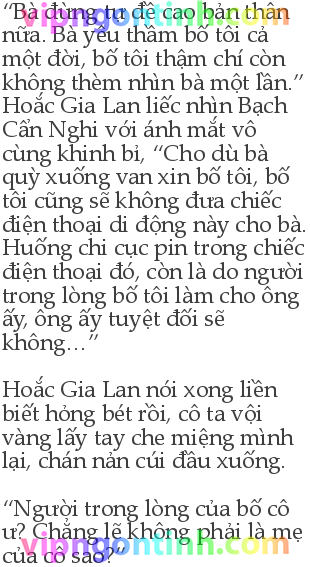 “Bà đừng tự đề cao bản thân
nữa. Bà yêu thầm bố tôi cả
một đời, bố tôi thậm chí còn
không thèm nhìn bà một lần.”
Hoắc Gia Lan liếc nhìn Bạch
Cẩn Nghi với ánh mắt vô
cùng khinh bỉ, “Cho dù bà
quỳ xuống van xin bố tôi, bố
tôi cũng sẽ không đưa chiếc
điện thoại di động này cho bà.
Huống chi cục pin trong chiếc
điện thoại đó, còn là do người
trong lòng bố tôi làm cho ông
ấy, ông ấy tuyệt đối sẽ
không…”

Hoắc Gia Lan nói xong liền
biết hỏng bét rồi, cô ta vội
vàng lấy tay che miệng mình
lại, chán nản cúi đầu xuống.

“Người trong lòng của bố cô
ư? Chẳng lẽ không phải là mẹ
của cô sao?”
vipngontinh.com
vipngontinh.com